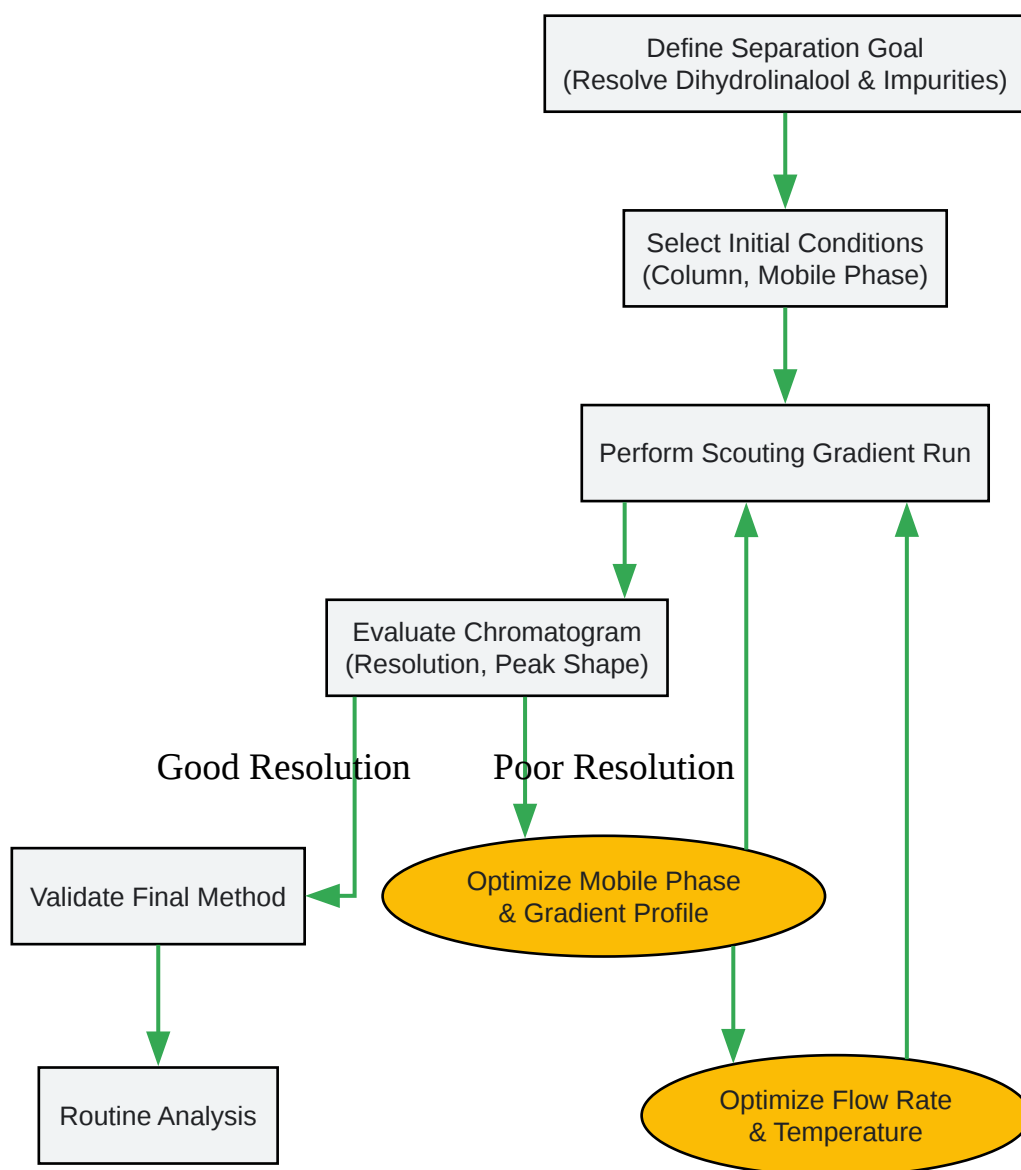 Define Separation Goal
(Resolve Dihydrolinalool & Impurities)
Select Initial Conditions
(Column, Mobile Phase)
Perform Scouting Gradient Run
Evaluate Chromatogram
(Resolution, Peak Shape)
Good Resolution
Poor Resolution
Validate Final Method
Optimize Mobile Phase
& Gradient Profile
Routine Analysis
Optimize Flow Rate
& Temperature